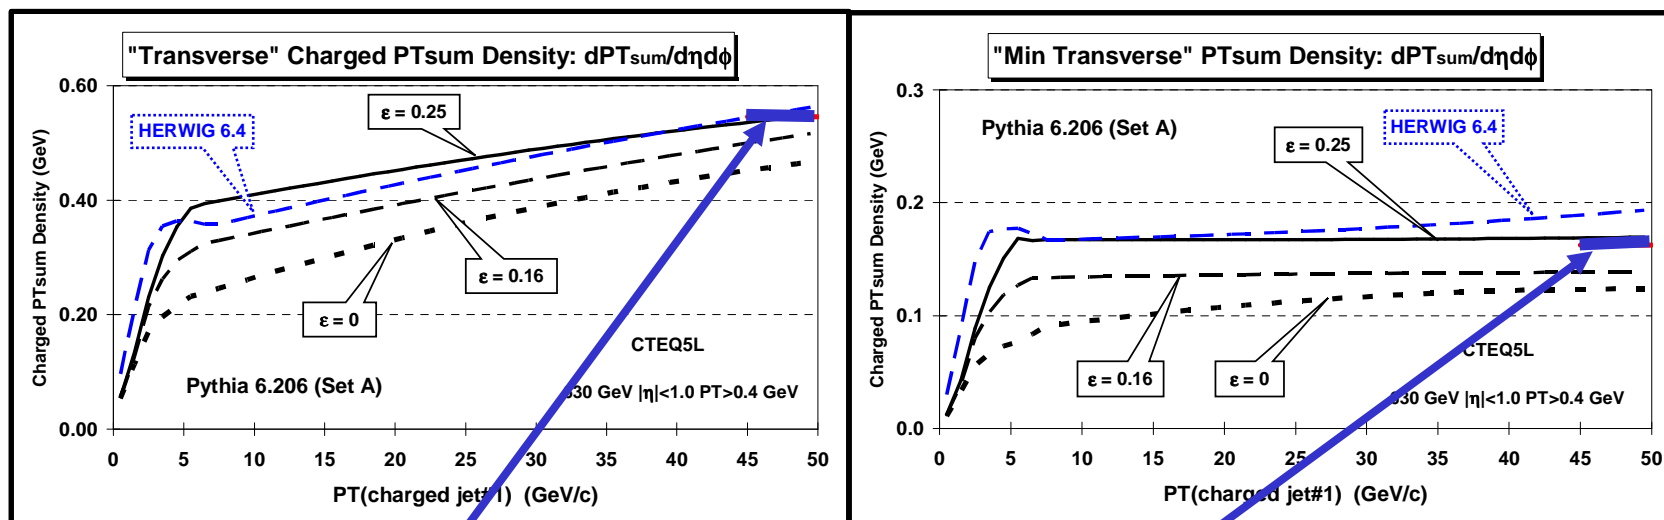 "Transverse" Charged PTsum Density: dPTsum/dηdϕ
Charged PTsum Density (GeV)
0.60
0.40
0.20
0.00
HERWIG 6.4
ε = 0.25
ε = 0.16
ε = 0
CTEQ5L
Pythia 6.206 (Set A)
630 GeV |η|<1.0 PT>0.4 GeV
0 5 10 15 20 25 30 35 40 45 50
PT(charged jet#1) (GeV/c)
"Min Transverse" PTsum Density: dPTsum/dηdϕ
Charged PTsum Density (GeV)
0.3
0.2
0.1
0.0
Pythia 6.206 (Set A)
HERWIG 6.4
ε = 0.25
ε = 0.16
ε = 0
CTEQ5L
630 GeV |η|<1.0 PT>0.4 GeV
0 5 10 15 20 25 30 35 40 45 50
PT(charged jet#1) (GeV/c)